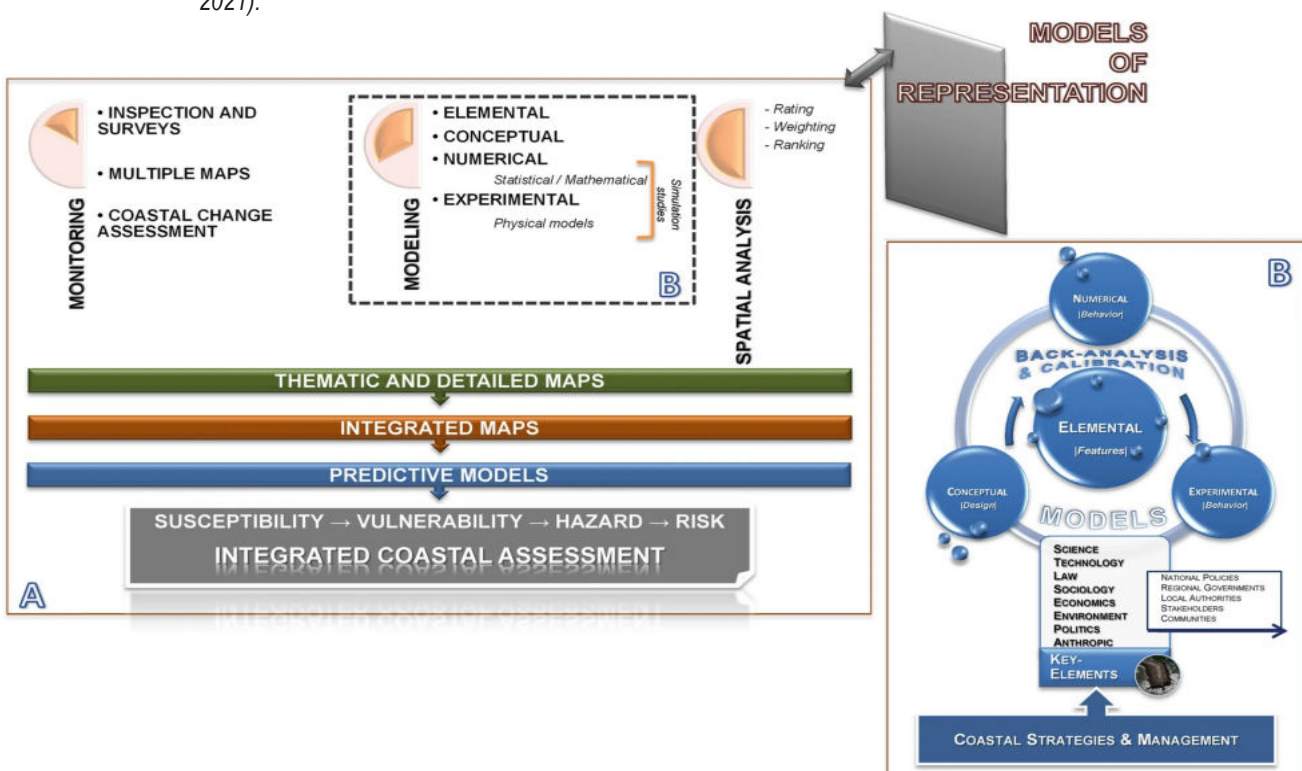 2021).
MODELS
OF
REPRESENTATION
• INSPECTION AND
SURVEYS
• MULTIPLE MAPS
• COASTAL CHANGE
ASSESSMENT
MONITORING
• ELEMENTAL
• CONCEPTUAL
• NUMERICAL
Statistical / Mathematical
• EXPERIMENTAL
Physical models
Simulation
studies
MODELING
B
- Rating
- Weighting
- Ranking
SPATIAL ANALYSIS
THEMATIC AND DETAILED MAPS
INTEGRATED MAPS
PREDICTIVE MODELS
SUSCEPTIBILITY → VULNERABILITY → HAZARD → RISK
INTEGRATED COASTAL ASSESSMENT
A
B
NUMERICAL
|Behavior|
BACK-ANALYSIS
& CALIBRATION
ELEMENTAL
|Features|
CONCEPTUAL
|Design|
EXPERIMENTAL
|Behavior|
MODELS
SCIENCE
TECHNOLOGY
LAW
SOCIOLOGY
ECONOMICS
ENVIRONMENT
POLITICS
ANTHROPIC
KEY-
ELEMENTS
NATIONAL POLICIES
REGIONAL GOVERNMENTS
LOCAL AUTHORITIES
STAKEHOLDERS
COMMUNITIES
COASTAL STRATEGIES & MANAGEMENT